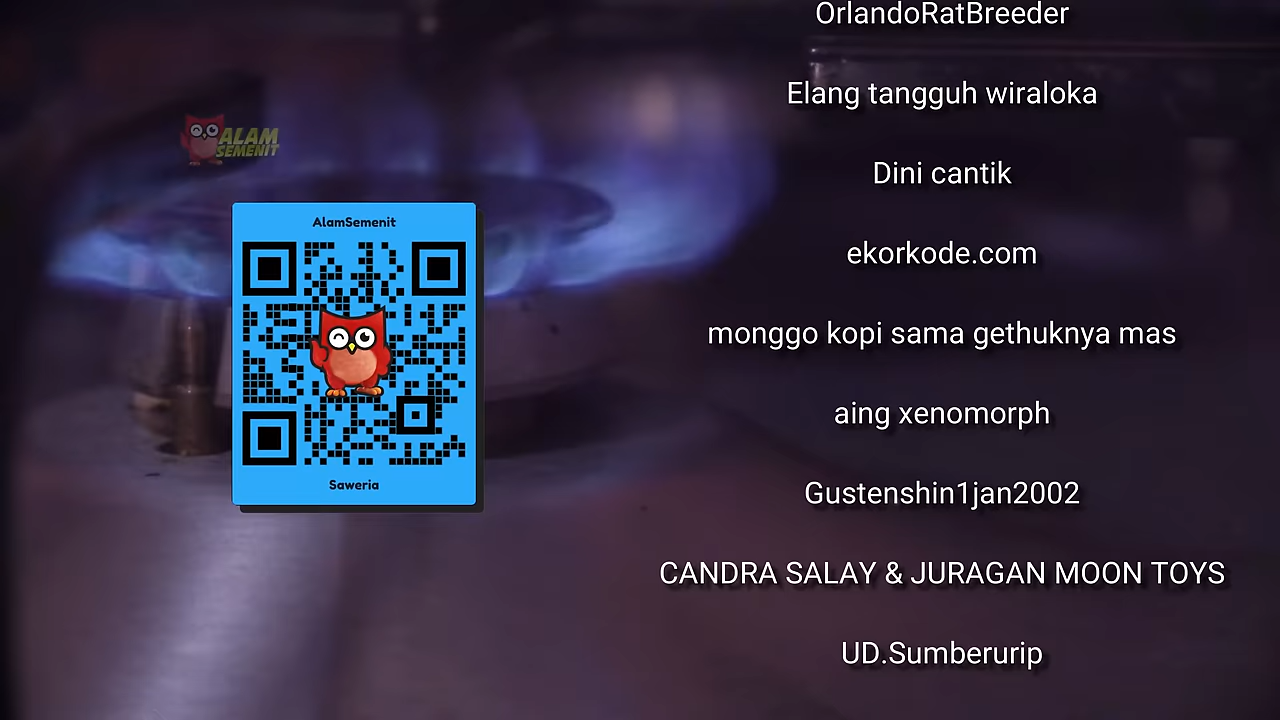 ALAM
SEMENIT
AlamSemenit
Saweria
OrlandoRatBreeder
Elang tangguh wiraloka
Dini cantik
ekorkode.com
monggo kopi sama gethuknya mas
aing xenomorph
Gustenshin1jan2002
CANDRA SALAY & JURAGAN MOON TOYS
UD.Sumberurip